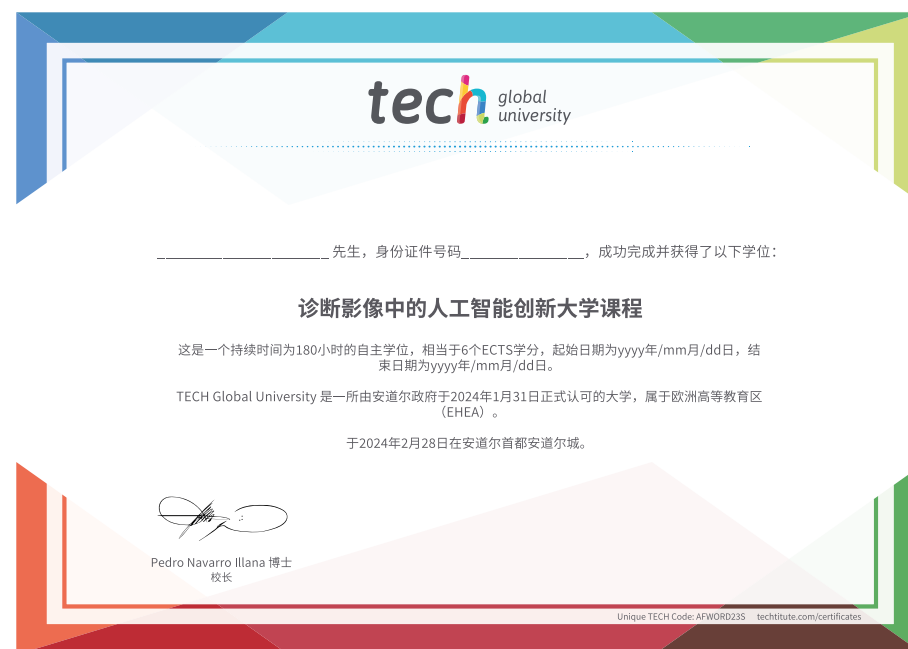 tech global
university
_____________________ 先生，身份证件号码_______________，成功完成并获得了以下学位：
诊断影像中的人工智能创新大学课程
这是一个持续时间为180小时的自主学位，相当于6个ECTS学分，起始日期为yyyy年/mm月/dd日，结
束日期为yyyy年/mm月/dd日。
TECH Global University 是一所由安道尔政府于2024年1月31日正式认可的大学，属于欧洲高等教育区
（EHEA）。
于2024年2月28日在安道尔首都安道尔城。
Pedro Navarro Illana 博士
校长
Unique TECH Code: AFWORD23S techtitute.com/certificates